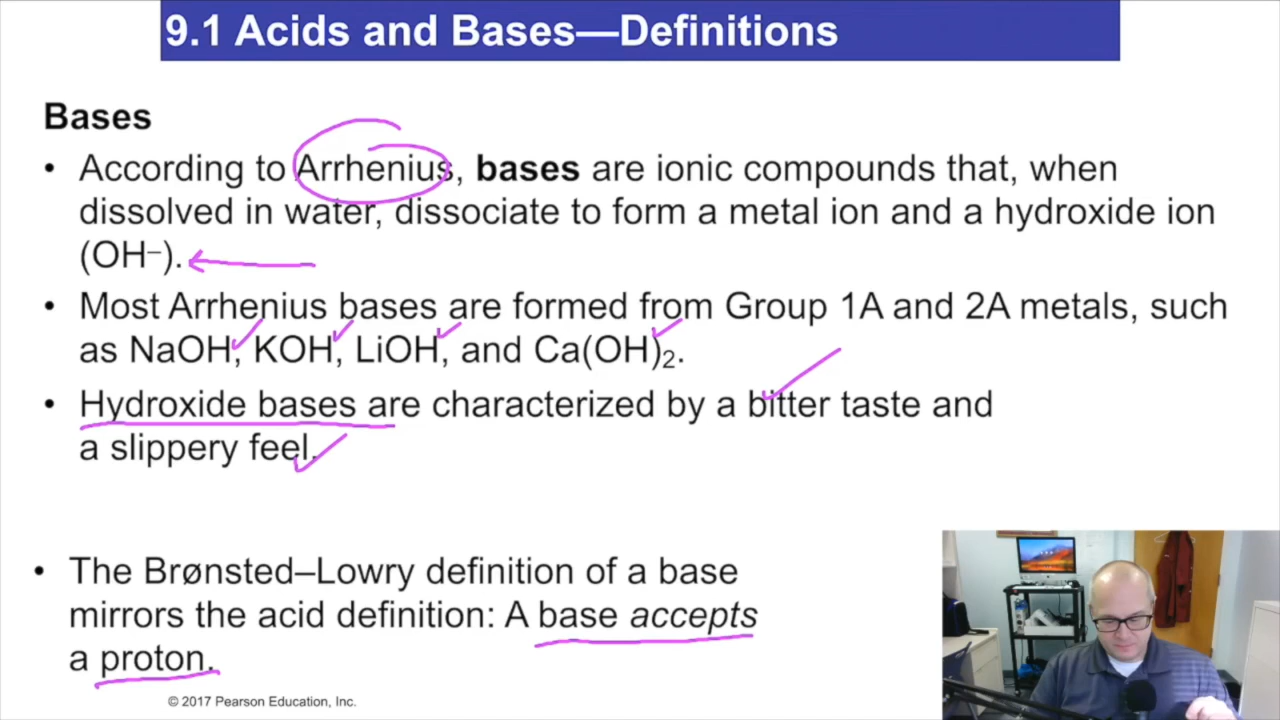 9.1 Acids and Bases—Definitions
Bases
• According to Arrhenius, bases are ionic compounds that, when
dissolved in water, dissociate to form a metal ion and a hydroxide ion
(OH⁻).
• Most Arrhenius bases are formed from Group 1A and 2A metals, such
as NaOH, KOH, LiOH, and Ca(OH)₂.
• Hydroxide bases are characterized by a bitter taste and
a slippery feel.
• The Brønsted–Lowry definition of a base
mirrors the acid definition: A base accepts
a proton.
© 2017 Pearson Education, Inc.